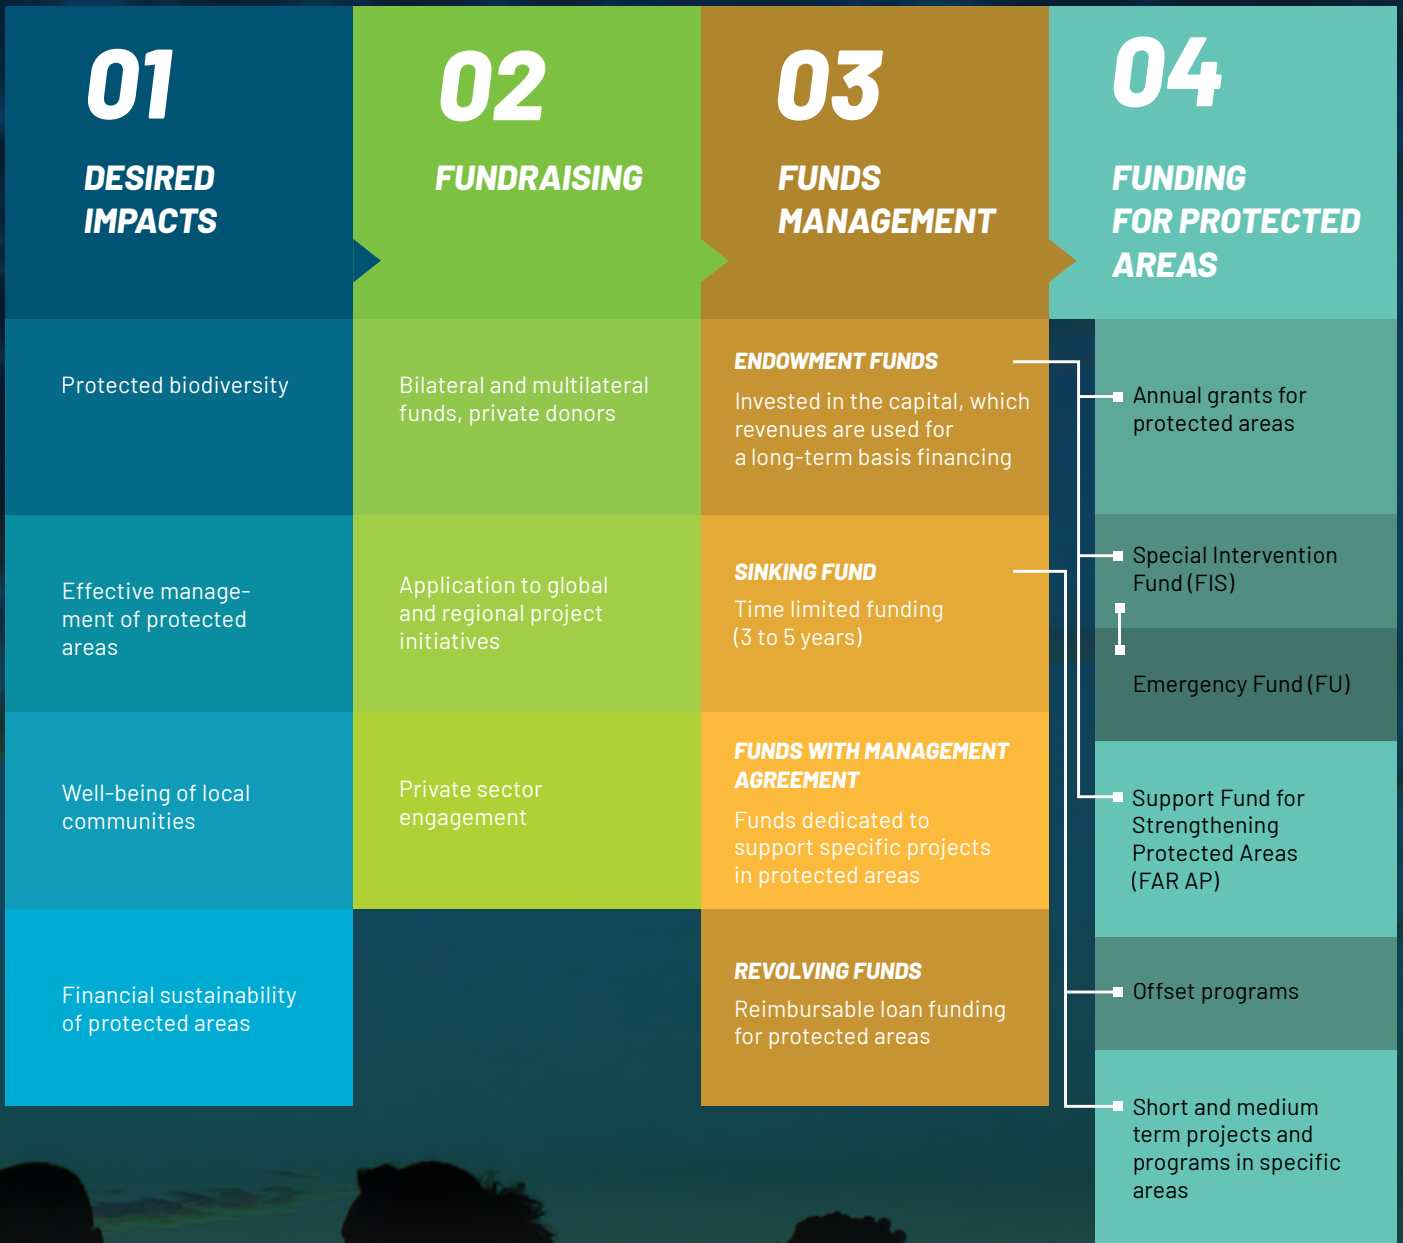 01
DESIRED
IMPACTS
Protected biodiversity
Effective manage-
ment of protected
areas
Well-being of local
communities
Financial sustainability
of protected areas
02
FUNDRAISING
Bilateral and multilateral
funds, private donors
Application to global
and regional project
initiatives
Private sector
engagement
03
FUNDS
MANAGEMENT
ENDOWMENT FUNDS
Invested in the capital, which
revenues are used for
a long-term basis financing
SINKING FUND
Time limited funding
(3 to 5 years)
FUNDS WITH MANAGEMENT
AGREEMENT
Funds dedicated to
support specific projects
in protected areas
REVOLVING FUNDS
Reimbursable loan funding
for protected areas
04
FUNDING
FOR PROTECTED
AREAS
Annual grants for
protected areas
Special Intervention
Fund (FIS)
Emergency Fund (FU)
Support Fund for
Strengthening
Protected Areas
(FAR AP)
Offset programs
Short and medium
term projects and
programs in specific
areas